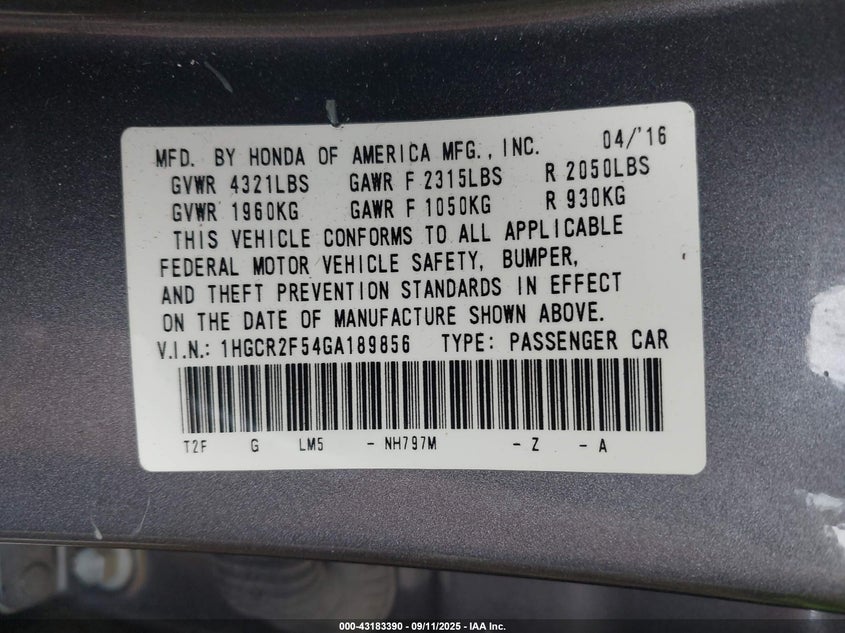 MFD. BY HONDA OF AMERICA MFG., INC. 04/'16
GVWR 4321LBS GAWR F 2315LBS R 2050LBS
GVWR 1960KG GAWR F 1050KG R 930KG
THIS VEHICLE CONFORMS TO ALL APPLICABLE
FEDERAL MOTOR VEHICLE SAFETY, BUMPER,
AND THEFT PREVENTION STANDARDS IN EFFECT
ON THE DATE OF MANUFACTURE SHOWN ABOVE.
V.I.N.: 1HGCR2F54GA189856 TYPE: PASSENGER CAR
T2F G LM5 - NH797M - Z - A
000-43183390 - 09/11/2025 - IAA Inc.